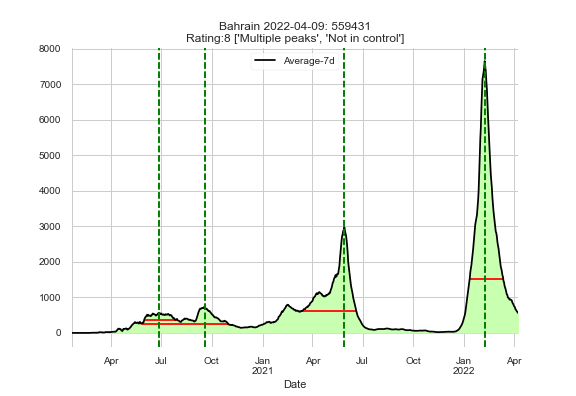 Bahrain 2022-04-09: 559431
Rating:8 ['Multiple peaks', 'Not in control']
Average-7d
8000
7000
6000
5000
4000
3000
2000
1000
0
Apr Jul Oct Jan Apr Jul Oct Jan Apr
2021 2022
Date